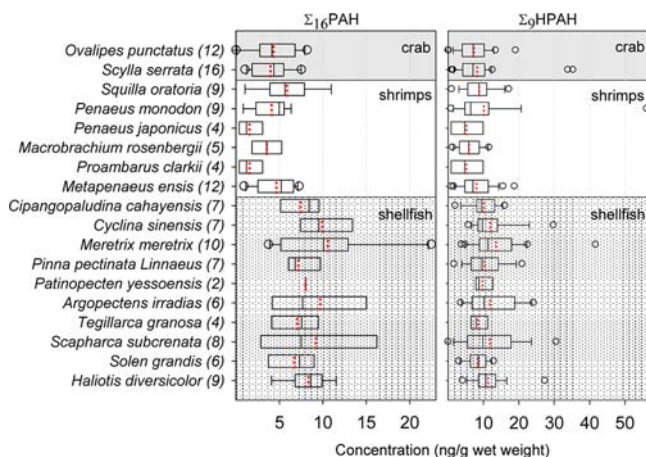 Σ16PAH
Σ9HPAH
Ovalipes punctatus (12)
crab
crab
Scylla serrata (16)
Squilla oratoria (9)
shrimps
shrimps
Penaeus monodon (9)
Penaeus japonicus (4)
Macrobrachium rosenbergii (5)
Proambarus clarkii (4)
Metapenaeus ensis (12)
Cipangopaludina cahayensis (7)
shellfish
shellfish
Cyclina sinensis (7)
Meretrix meretrix (10)
Pinna pectinata Linnaeus (7)
Patinopecten yessoensis (2)
Argopectens irradias (6)
Tegillarca granosa (4)
Scapharca subcrenata (8)
Solen grandis (6)
Haliotis diversicolor (9)
5 10 15 20
10 20 30 40 50
Concentration (ng/g wet weight)